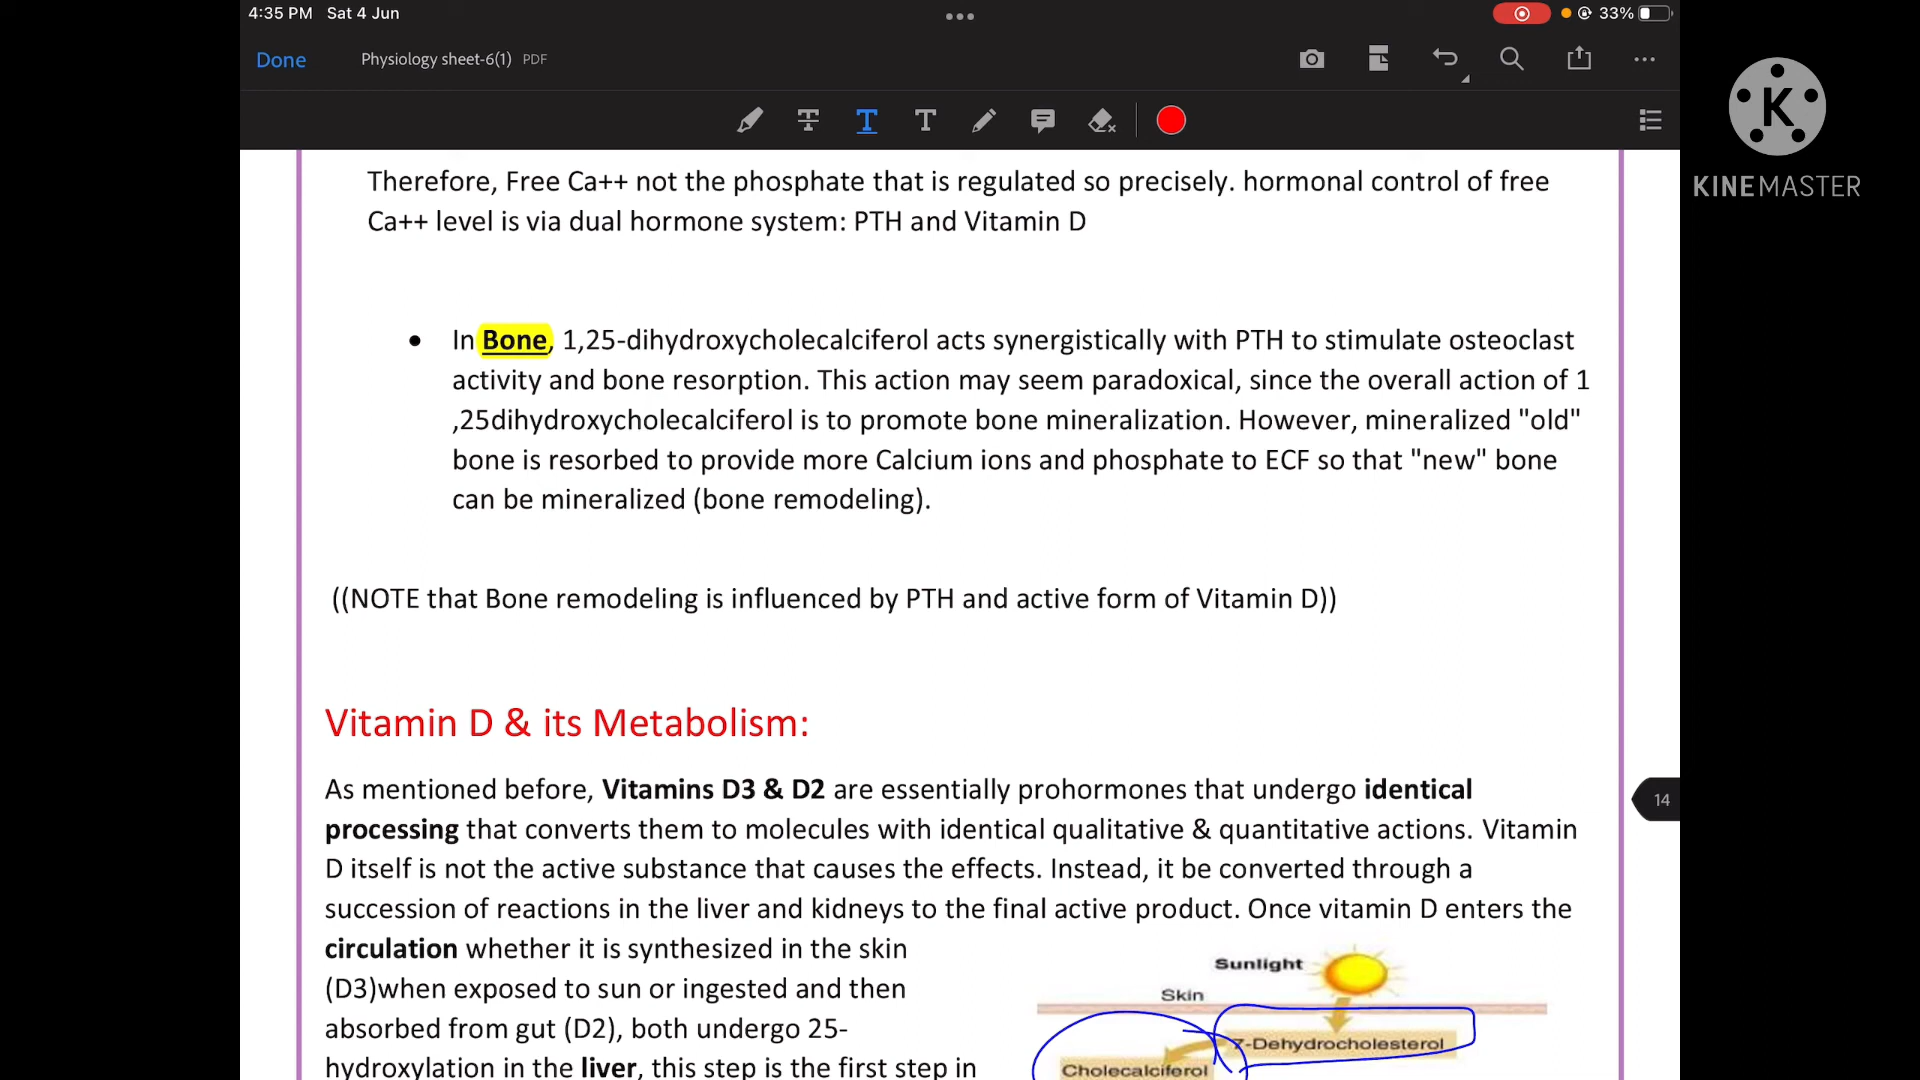 4:35 PM Sat 4 Jun
33%
Done
Physiology sheet-6(1) PDF
K
KINEMASTER
Therefore, Free Ca++ not the phosphate that is regulated so precisely. hormonal control of free
Ca++ level is via dual hormone system: PTH and Vitamin D
• In Bone, 1,25-dihydroxycholecalciferol acts synergistically with PTH to stimulate osteoclast
activity and bone resorption. This action may seem paradoxical, since the overall action of 1
,25dihydroxycholecalciferol is to promote bone mineralization. However, mineralized "old"
bone is resorbed to provide more Calcium ions and phosphate to ECF so that "new" bone
can be mineralized (bone remodeling).
((NOTE that Bone remodeling is influenced by PTH and active form of Vitamin D))
Vitamin D & its Metabolism:
As mentioned before, Vitamins D3 & D2 are essentially prohormones that undergo identical
processing that converts them to molecules with identical qualitative & quantitative actions. Vitamin
D itself is not the active substance that causes the effects. Instead, it be converted through a
succession of reactions in the liver and kidneys to the final active product. Once vitamin D enters the
circulation whether it is synthesized in the skin
(D3)when exposed to sun or ingested and then
absorbed from gut (D2), both undergo 25-
hydroxylation in the liver, this step is the first step in
14
Sunlight
Skin
7-Dehydrocholesterol
Cholecalciferol